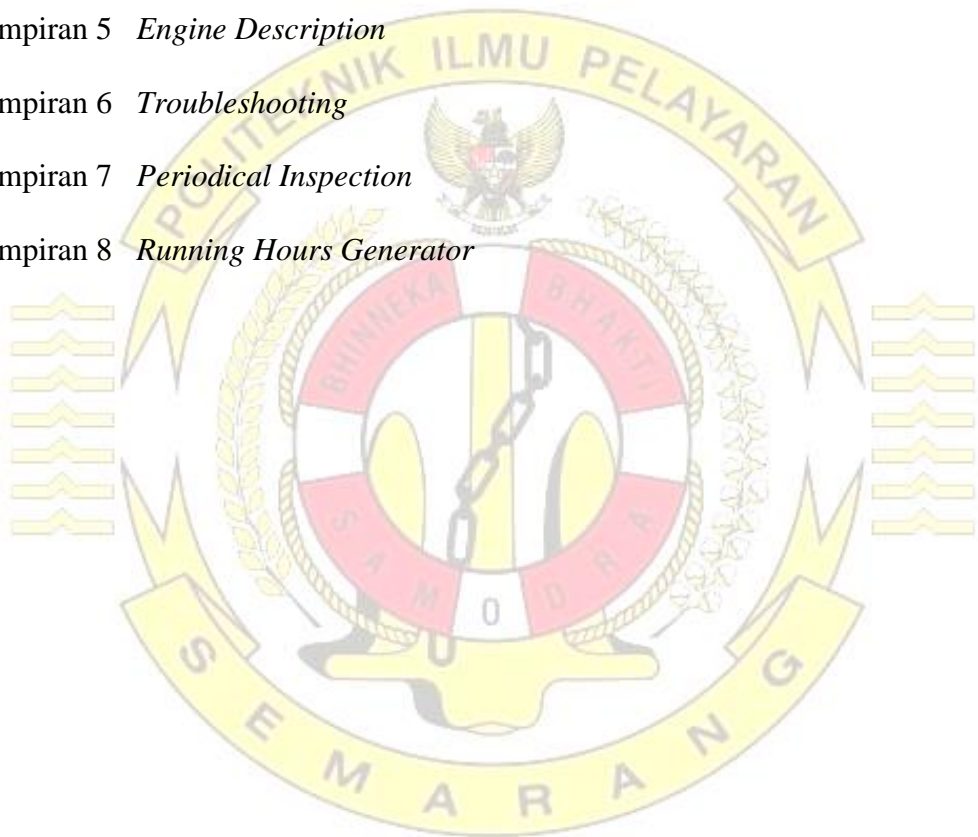 mpiran 5 Engine Description
mpiran 6 Troubleshooting
mpiran 7 Periodical Inspection
mpiran 8 Running Hours Generator
POLITEKNIK ILMU PELAYARAN
BHINNEKA BHAKTI
SAMODRA
SEMARANG